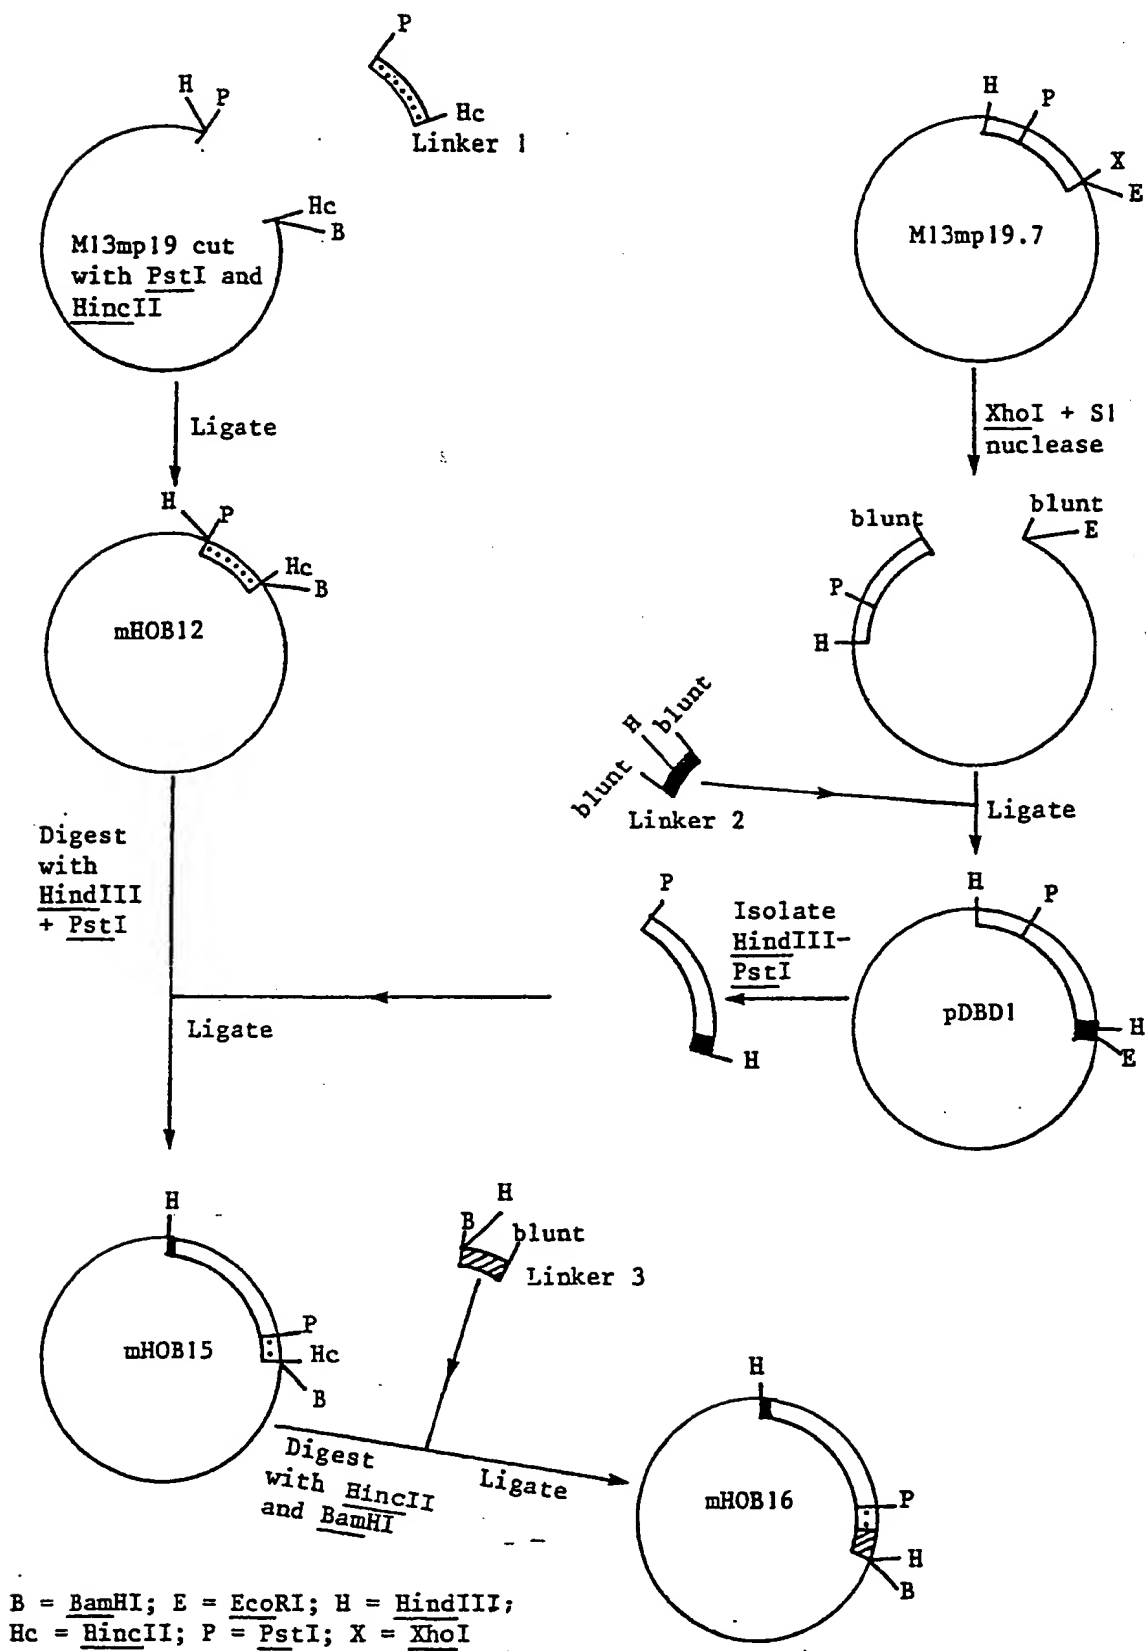 P
H
P
Hc
Linker 1
Hc
B
M13mp19 cut
with PstI and
HincII
Ligate
H
P
X
E
M13mp19.7
XhoI + S1
nuclease
H
P
Hc
B
mHOB12
blunt
blunt
E
P
H
H
blunt
blunt
Linker 2
Ligate
Digest
with
HindIII
+ PstI
Ligate
P
H
Isolate
HindIII-
PstI
H
P
pDBD1
H
E
H
mHOB15
P
Hc
B
H
B
blunt
Linker 3
Digest
with HincII
and BamHI
Ligate
H
mHOB16
P
H
B
B = BamHI; E = EcoRI; H = HindIII;
Hc = HincII; P = PstI; X = XhoI